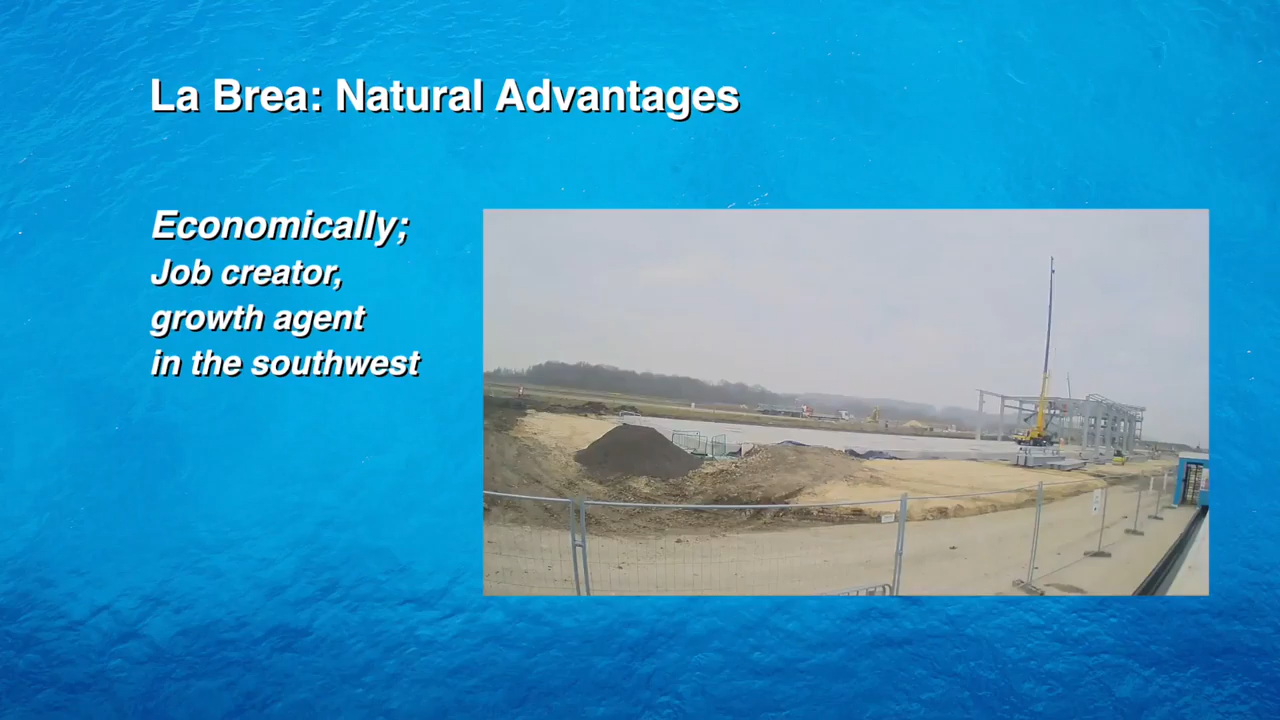 La Brea: Natural Advantages
Economically;
Job creator,
growth agent
in the southwest